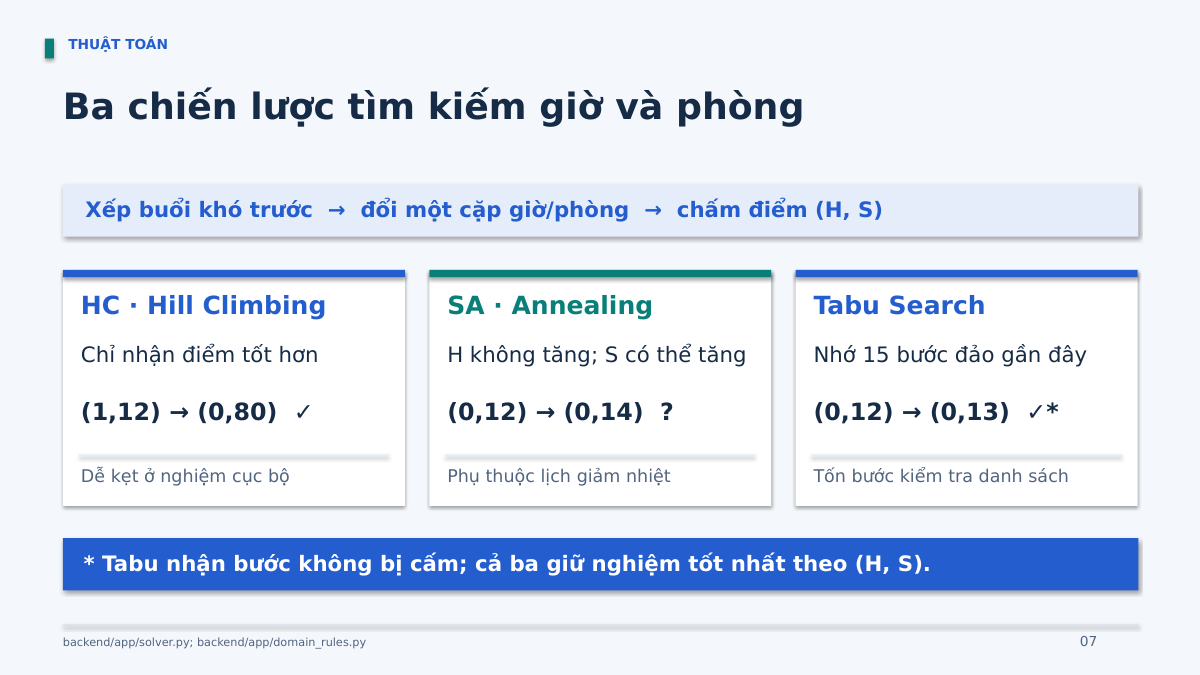 THUẬT TOÁN
Ba chiến lược tìm kiếm giờ và phòng
Xếp buổi khó trước → đổi một cặp giờ/phòng → chấm điểm (H, S)
HC · Hill Climbing
Chỉ nhận điểm tốt hơn
(1,12) → (0,80) ✓
Dễ kẹt ở nghiệm cục bộ
SA · Annealing
H không tăng; S có thể tăng
(0,12) → (0,14) ?
Phụ thuộc lịch giảm nhiệt
Tabu Search
Nhớ 15 bước đảo gần đây
(0,12) → (0,13) ✓*
Tốn bước kiểm tra danh sách
* Tabu nhận bước không bị cấm; cả ba giữ nghiệm tốt nhất theo (H, S).
backend/app/solver.py; backend/app/domain_rules.py
07